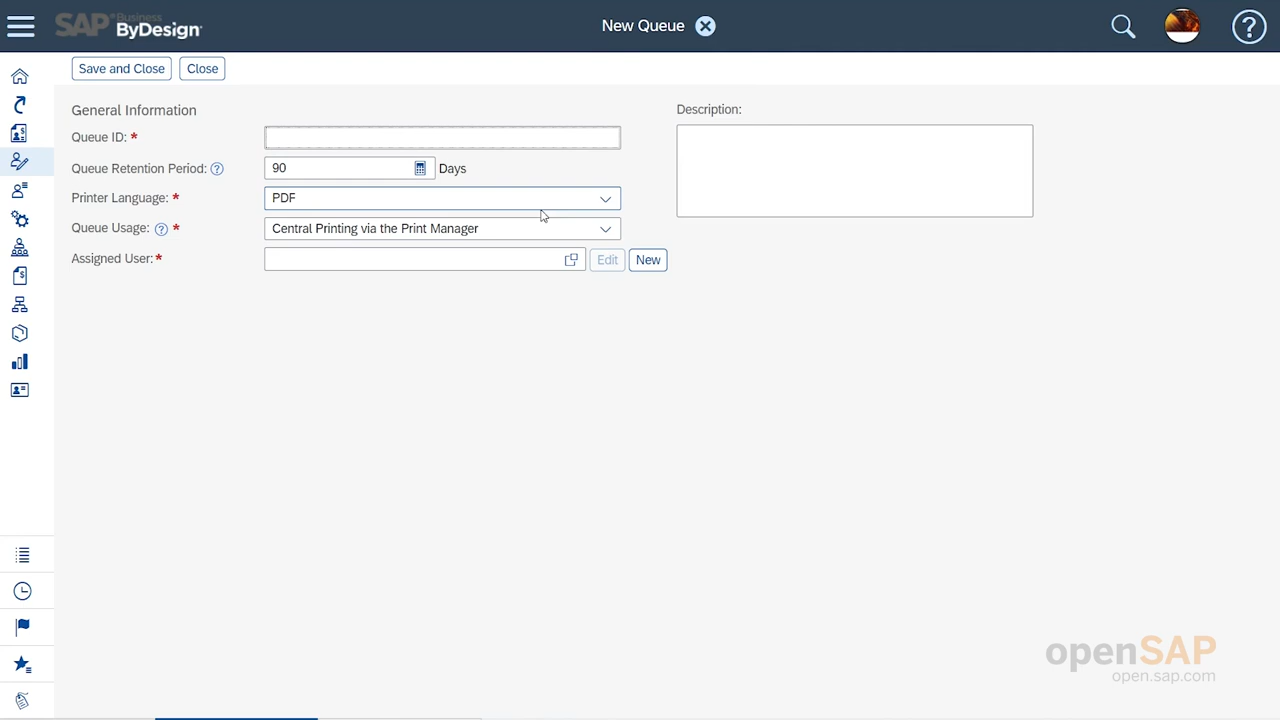 SAP Business ByDesign
New Queue
Save and Close
Close
General Information
Queue ID: *
Queue Retention Period: ?
90
Days
Printer Language: *
PDF
Queue Usage: ? *
Central Printing via the Print Manager
Assigned User: *
Edit
New
Description:
openSAP
open.sap.com